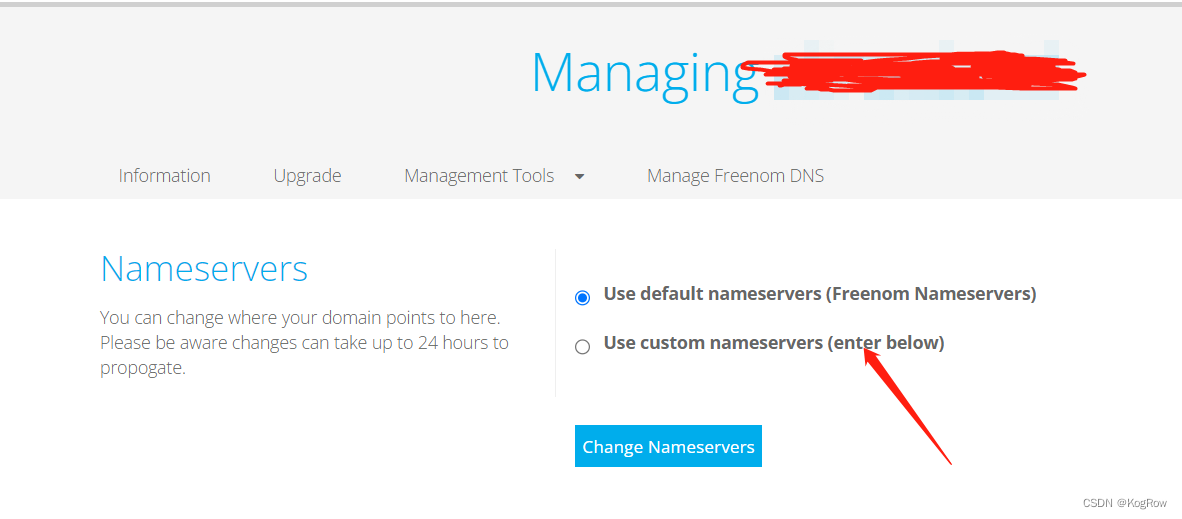 Managing
Information Upgrade Management Tools Manage Freenom DNS
Nameservers
You can change where your domain points to here.
Please be aware changes can take up to 24 hours to
propogate.
Use default nameservers (Freenom Nameservers)
Use custom nameservers (enter below)
Change Nameservers
CSDN @KogRow